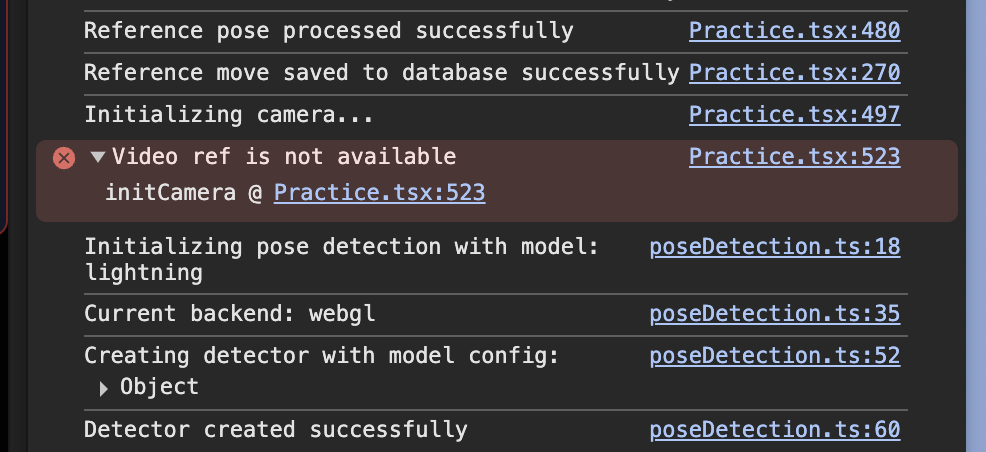 Reference pose processed successfully Practice.tsx:480
Reference move saved to database successfully Practice.tsx:270
Initializing camera... Practice.tsx:497
Video ref is not available Practice.tsx:523
initCamera @ Practice.tsx:523
Initializing pose detection with model: poseDetection.ts:18
lightning
Current backend: webgl poseDetection.ts:35
Creating detector with model config: poseDetection.ts:52
Object
Detector created successfully poseDetection.ts:60